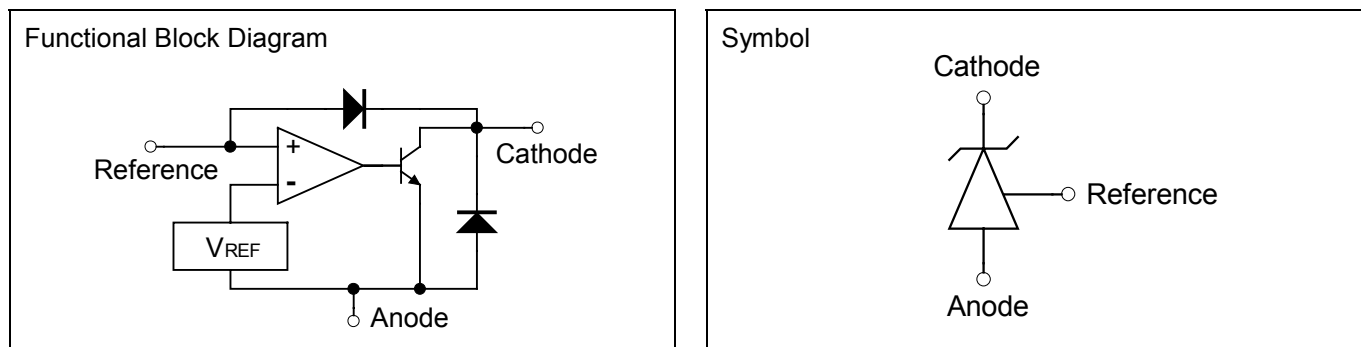 Functional Block Diagram
Reference
+
-
VREF
Cathode
Anode
Symbol
Cathode
Reference
Anode